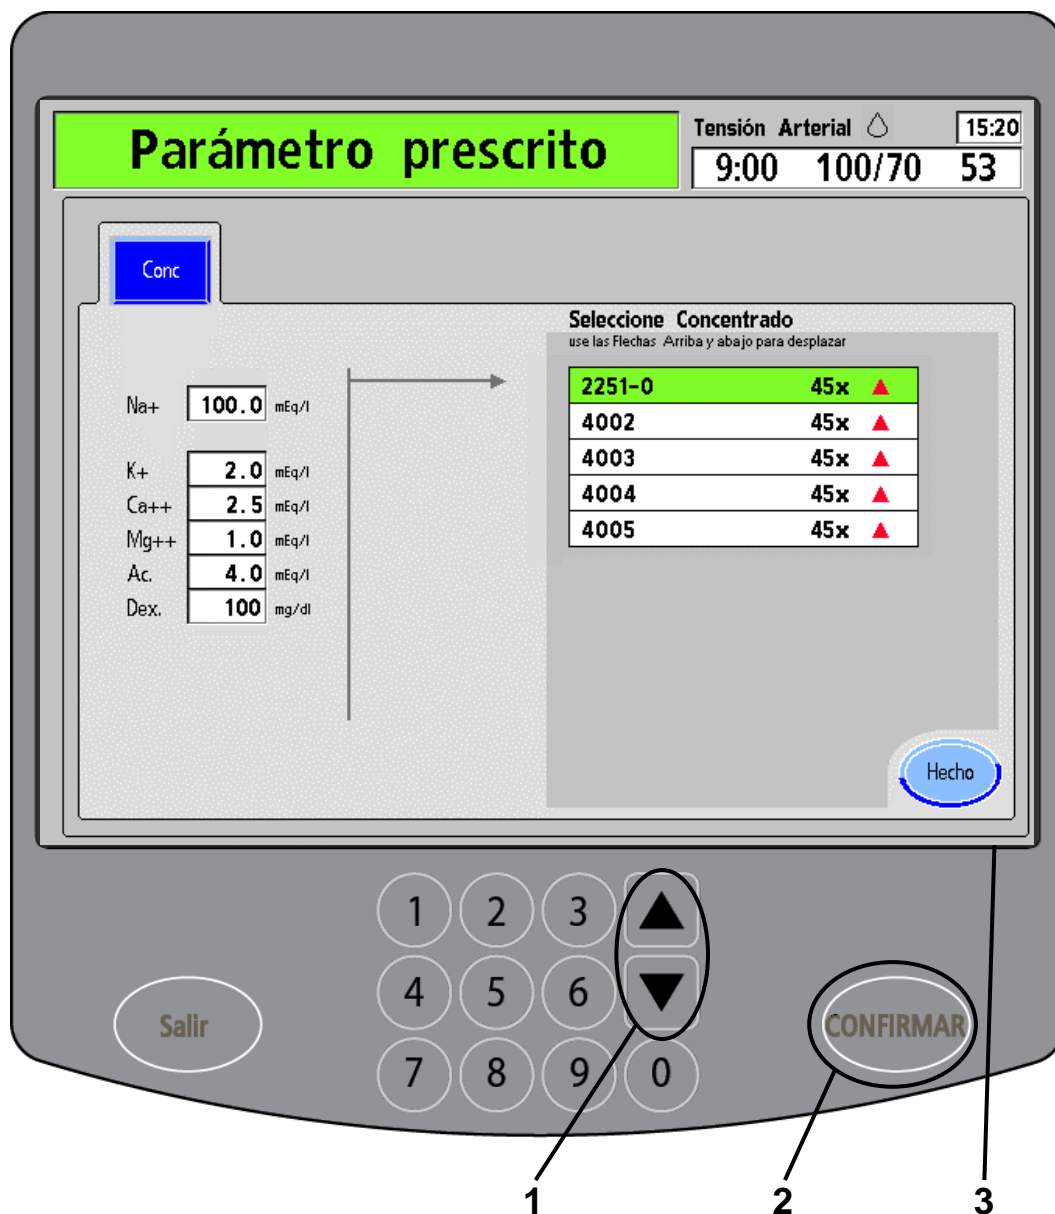 Parámetro prescrito
Tensión Arterial 15:20
9:00 100/70 53
Conc
Seleccione Concentrado
use las Flechas Arriba y abajo para desplazar
Na+ 100.0 mEq/l
K+ 2.0 mEq/l
Ca++ 2.5 mEq/l
Mg++ 1.0 mEq/l
Ac. 4.0 mEq/l
Dex. 100 mg/dl
2251-0 45x
4002 45x
4003 45x
4004 45x
4005 45x
Hecho
1 2 3
4 5 6
7 8 9 0
Salir
CONFIRMAR
1 2 3